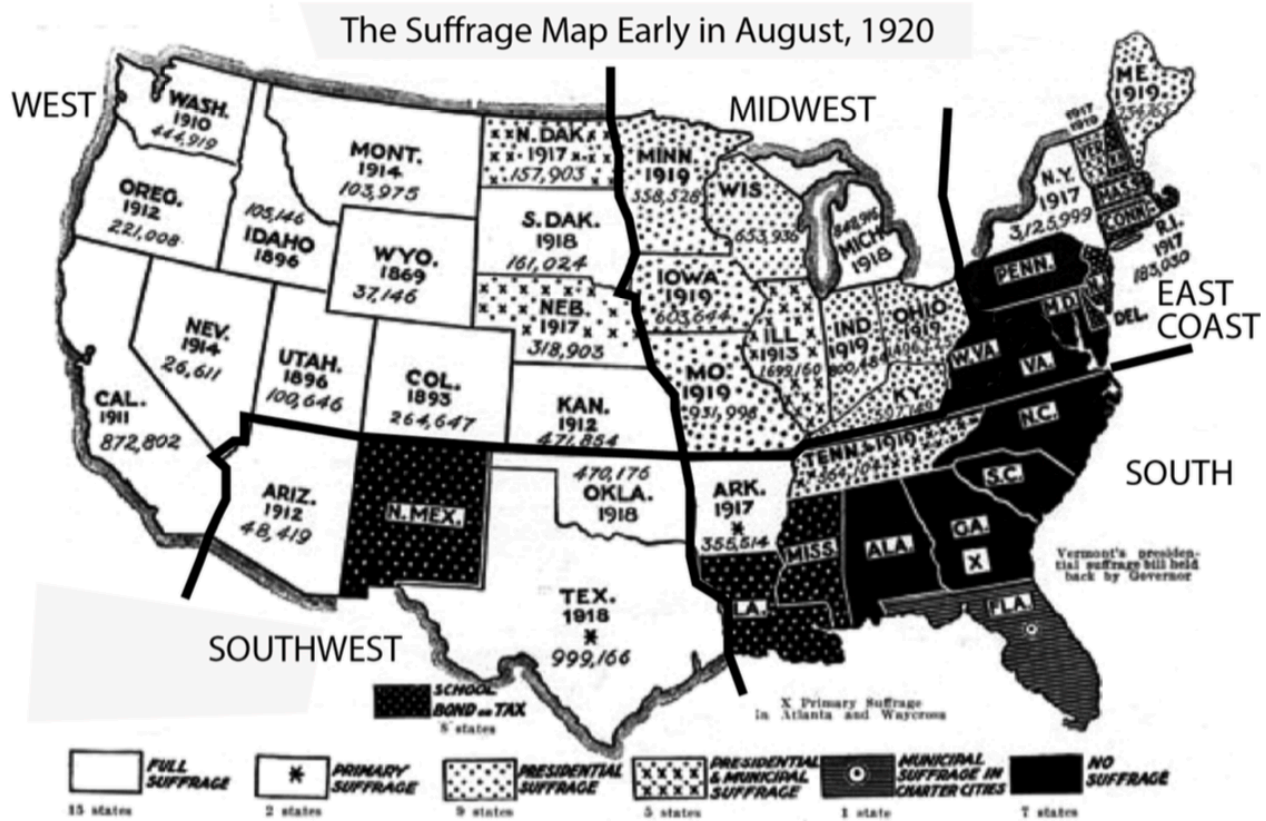 The Suffrage Map Early in August, 1920
WEST
MIDWEST
EAST
COAST
SOUTH
SOUTHWEST
WASH.
1910
444,919
OREG.
1912
221,008
105,146
IDAHO
1896
MONT.
1914
103,975
WYO.
1869
37,146
NEV.
1914
26,611
UTAH.
1896
100,646
COL.
1893
264,647
CAL.
1911
872,802
ARIZ.
1912
48,419
N. MEX.
N. DAK.
1917
157,903
S. DAK.
1918
161,024
NEB.
1917
318,903
KAN.
1912
471,854
470,176
OKLA.
1918
TEX.
1918
*
999,166
MINN.
1919
358,528
WIS.
653,936
IOWA
1919
603,644
MO.
1919
931,998
ILL
1913
1699,160
MICH.
1918
IND
1919
OHIO
1919
KY.
TENN. 1919
ARK.
1917
*
355,514
LA.
MISS.
ALA.
GA.
X
FLA.
S.C.
N.C.
VA.
W. VA.
M.D.
DEL.
N.J.
PENN.
N.Y.
1917
3,125,999
1917
1919
VER.
ME.
1919
MASS
CONN.
R.I.
1917
183,030
Vermont's presiden-
tial suffrage bill held
back by Governor
X Primary Suffrage
in Atlanta and Waycross
SCHOOL
BOND OR TAX
8 states
FULL
SUFFRAGE
15 states
*
PRIMARY
SUFFRAGE
2 states
PRESIDENTIAL
SUFFRAGE
9 states
PRESIDENTIAL
& MUNICIPAL
SUFFRAGE
5 states
MUNICIPAL
SUFFRAGE IN
CHARTER CITIES
1 state
NO
SUFFRAGE
7 states